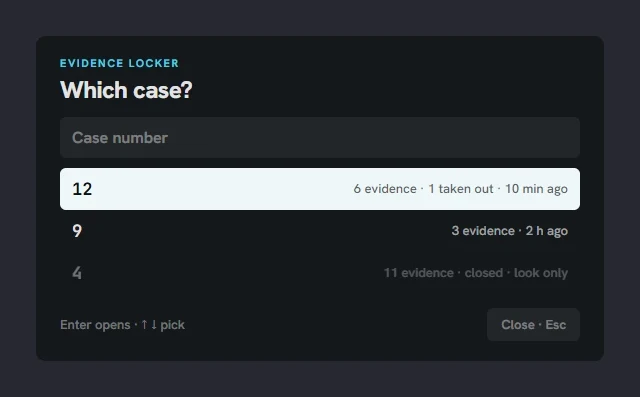 EVIDENCE LOCKER
Which case?
Case number
12 6 evidence · 1 taken out · 10 min ago
9 3 evidence · 2 h ago
4 11 evidence · closed · look only
Enter opens · ↑ ↓ pick Close · Esc